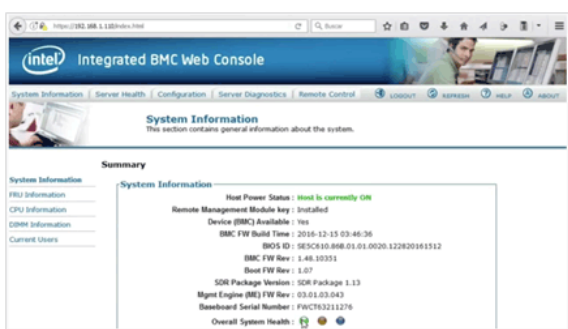 https://192.168.1.110/index.html
Buscar
intel Integrated BMC Web Console
System Information | Server Health | Configuration | Server Diagnostics | Remote Control LOGOUT REFRESH HELP ABOUT
System Information
This section contains general information about the system.
Summary
System Information
FRU Information
CPU Information
DIMM Information
Current Users
System Information
Host Power Status : Host is currently ON
Remote Management Module key : Installed
Device (BMC) Available : Yes
BMC FW Build Time : 2016-12-15 03:46:36
BIOS ID : SE5C610.86B.01.01.0020.122820161512
BMC FW Rev : 1.48.10351
Boot FW Rev : 1.07
SDR Package Version : SDR Package 1.13
Mgmt Engine (ME) FW Rev : 03.01.03.043
Baseboard Serial Number : FWCT63211276
Overall System Health :